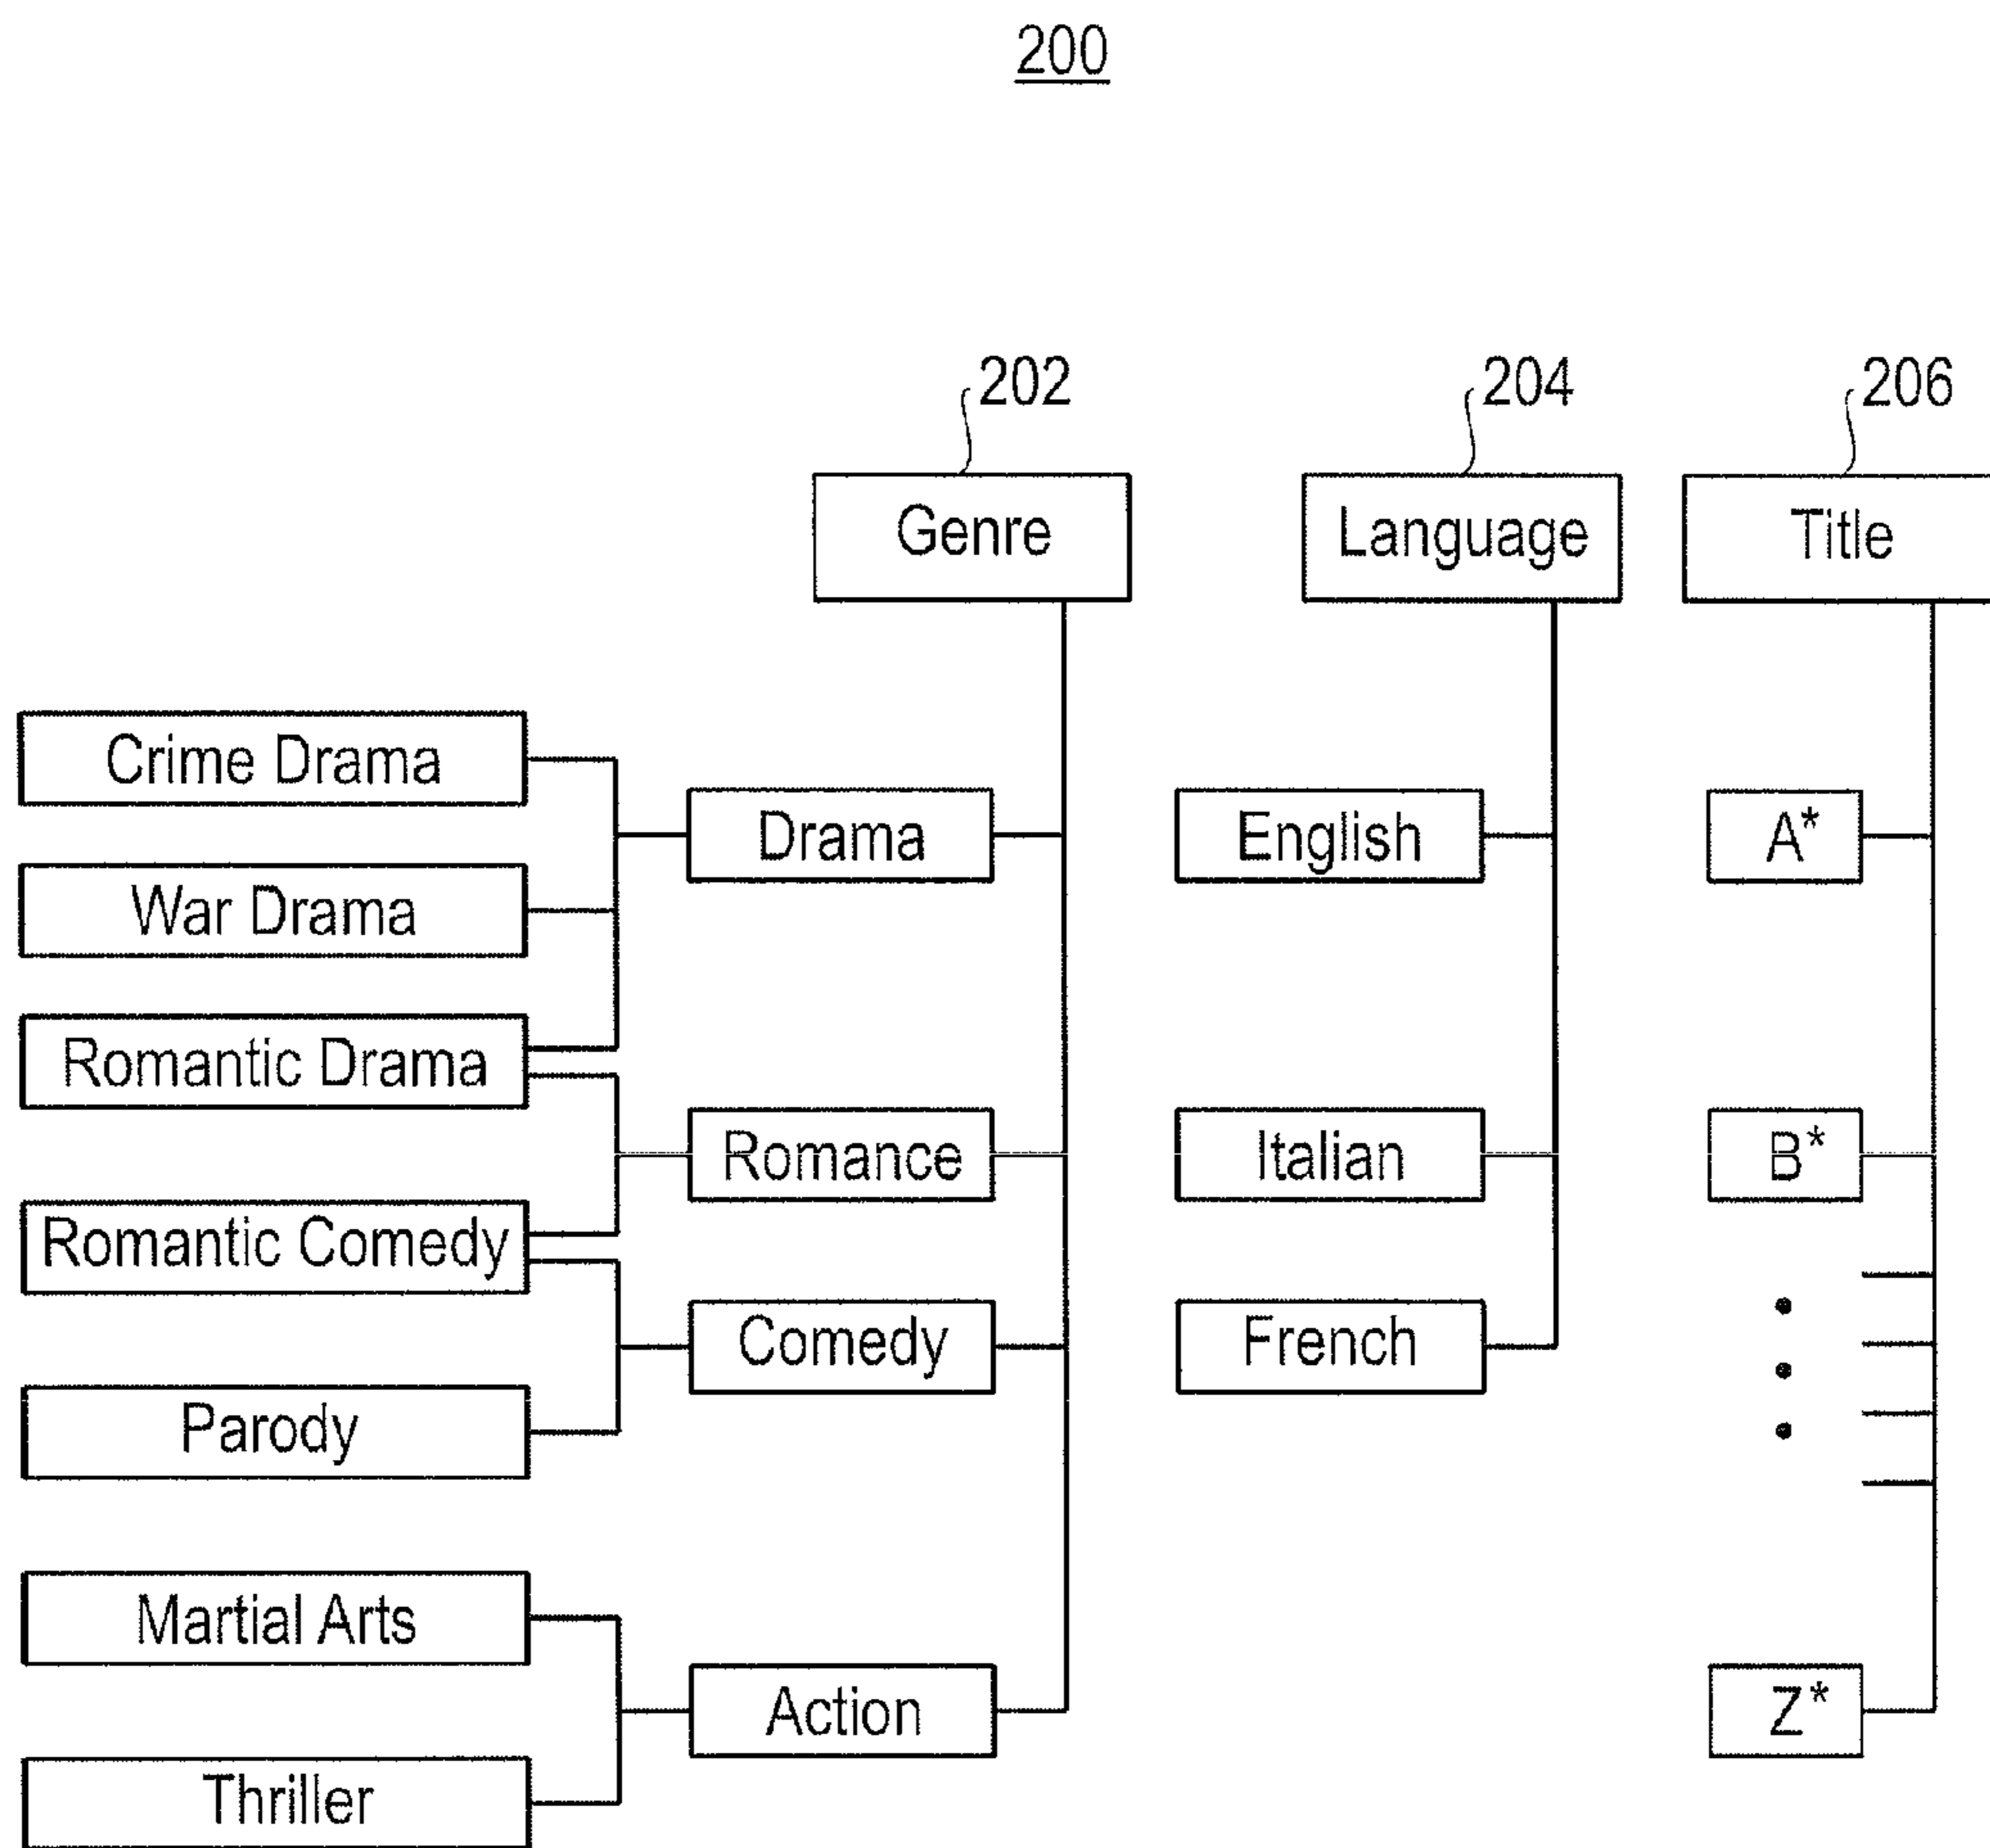 200
202
204
206
Genre
Language
Title
Crime Drama
Drama
English
A*
War Drama
Romantic Drama
Romance
Italian
B*
Romantic Comedy
Comedy
French
Parody
Martial Arts
Action
Z*
Thriller